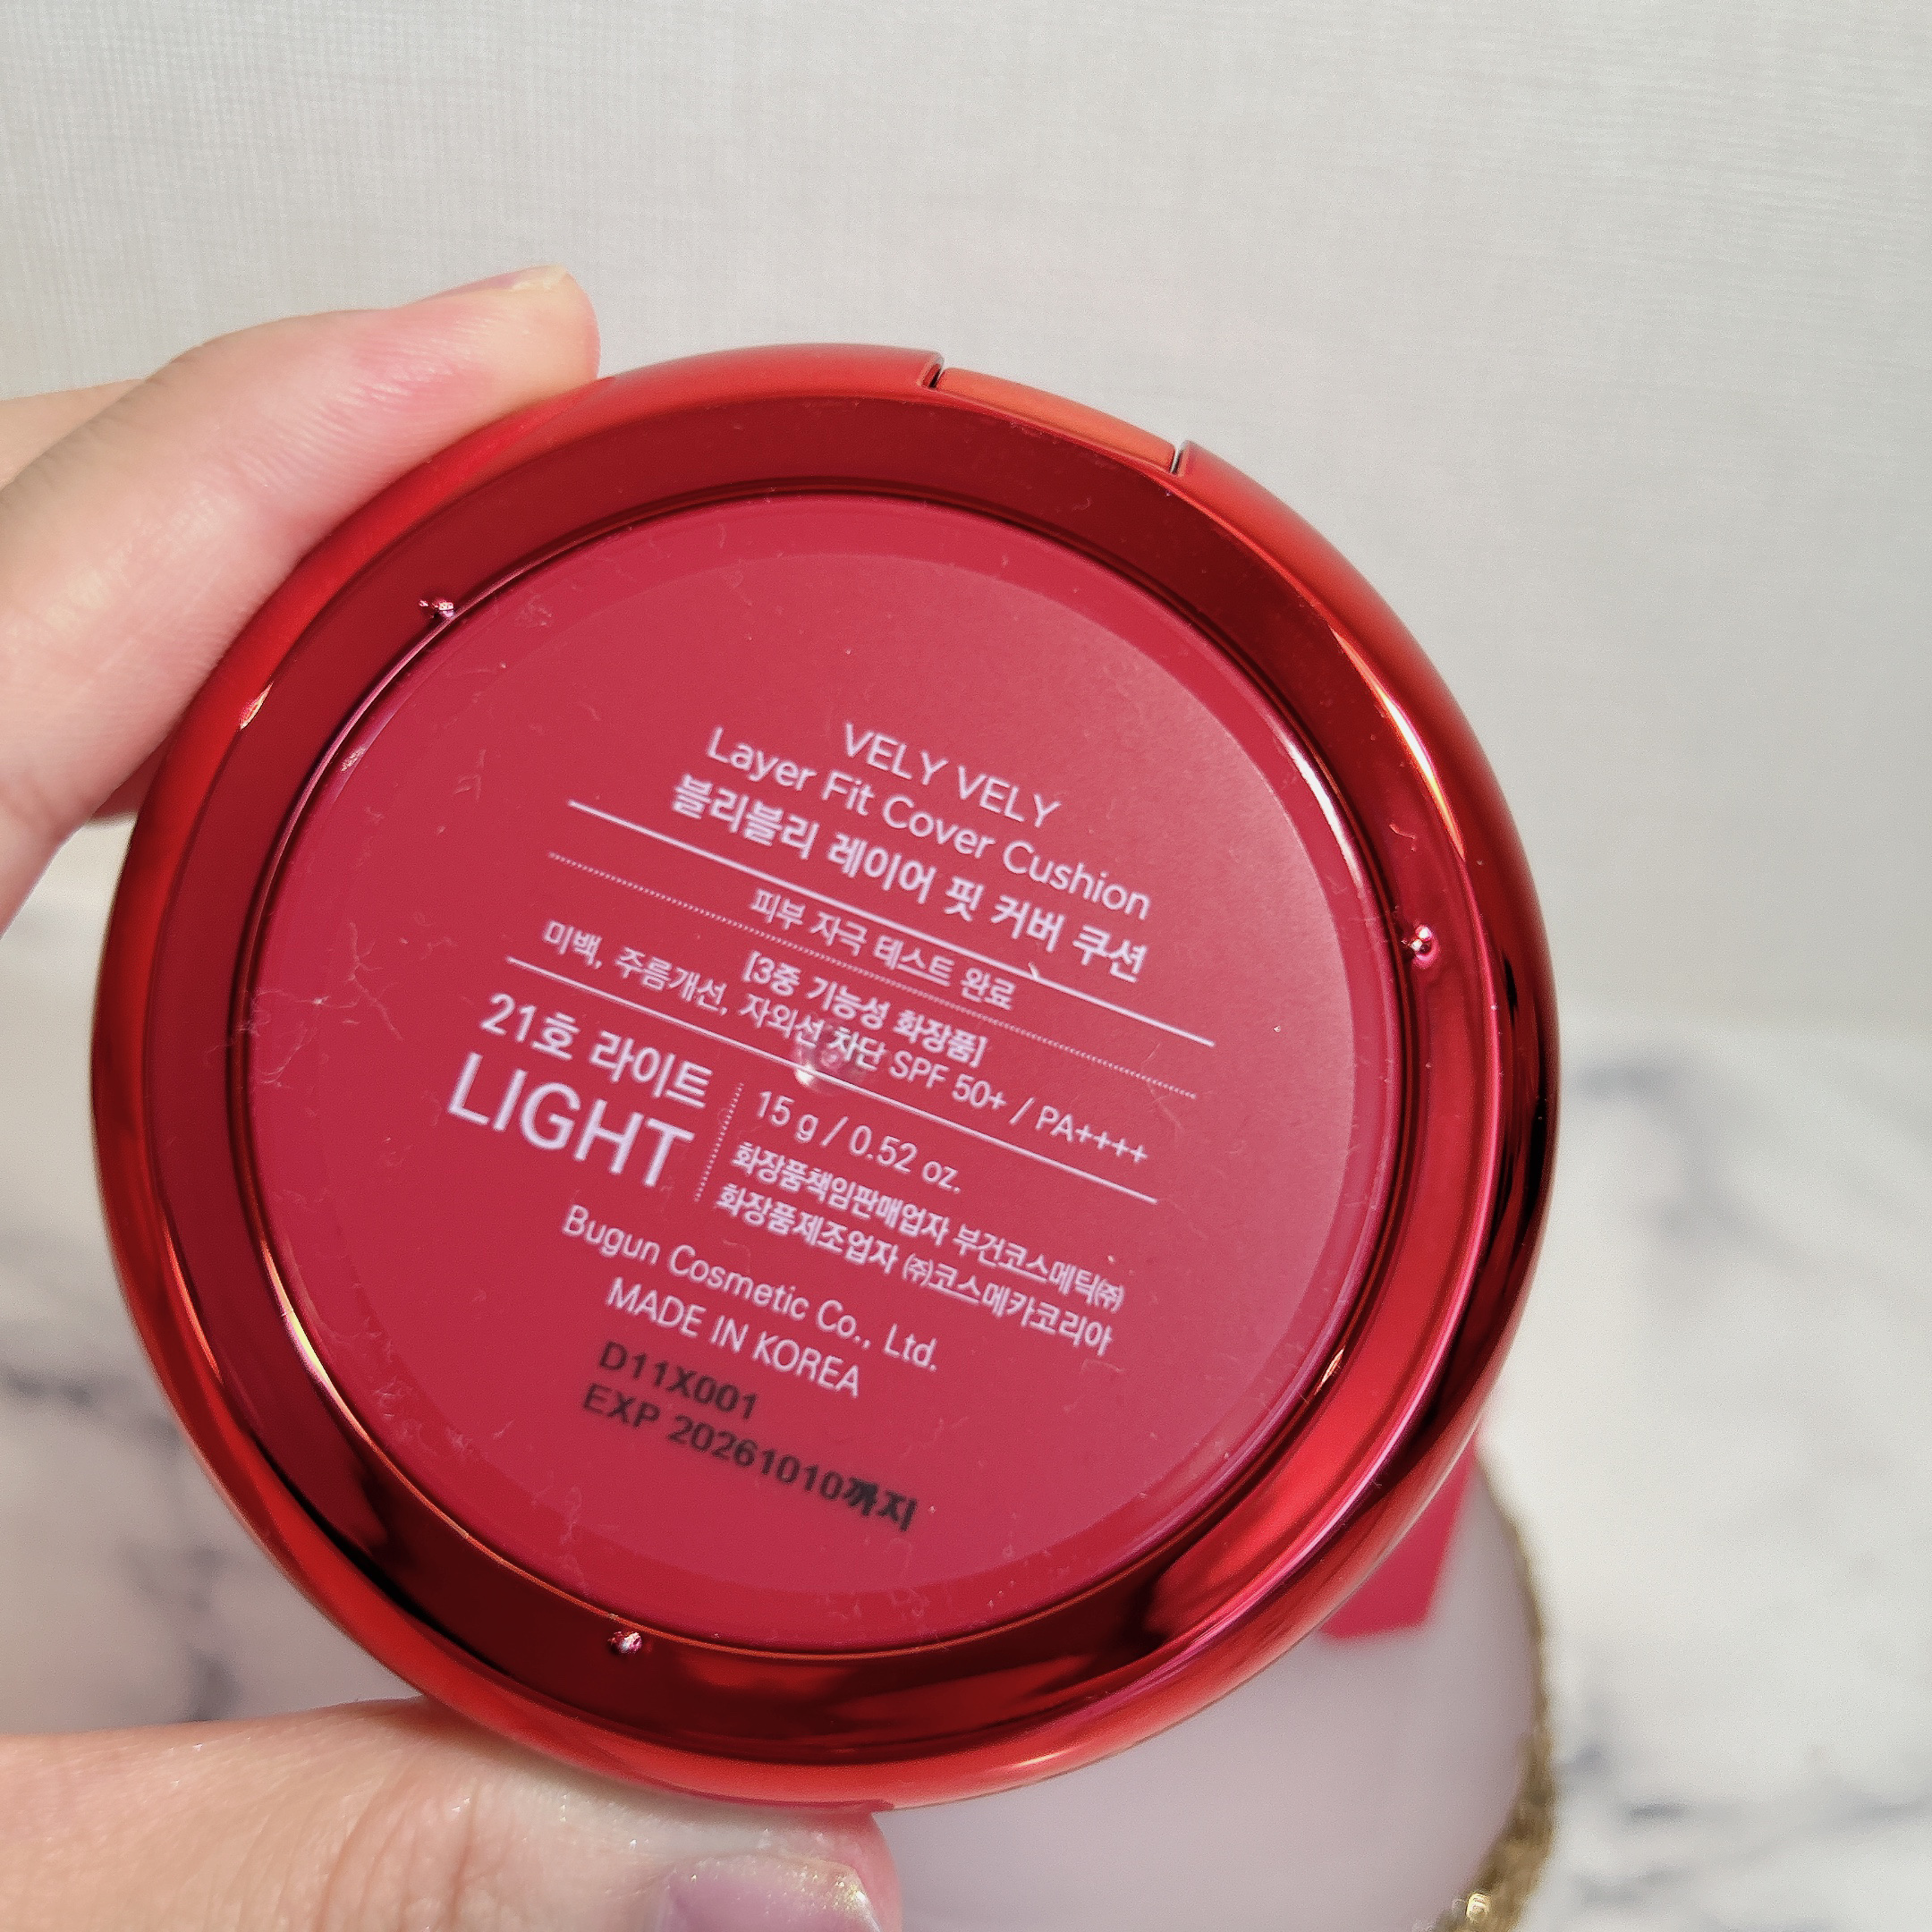 VELY VELY
Layer Fit Cover Cushion
블리블리 레이어 핏 커버 쿠션
피부 자극 테스트 완료
[3중 기능성 화장품]
미백, 주름개선, 자외선 차단 SPF 50+ / PA++++
21호 라이트
LIGHT
15 g / 0.52 oz.
화장품책임판매업자 부건코스메틱㈜
화장품제조업자 ㈜코스메카코리아
Bugun Cosmetic Co., Ltd.
MADE IN KOREA
D11X001
EXP 20261010까지